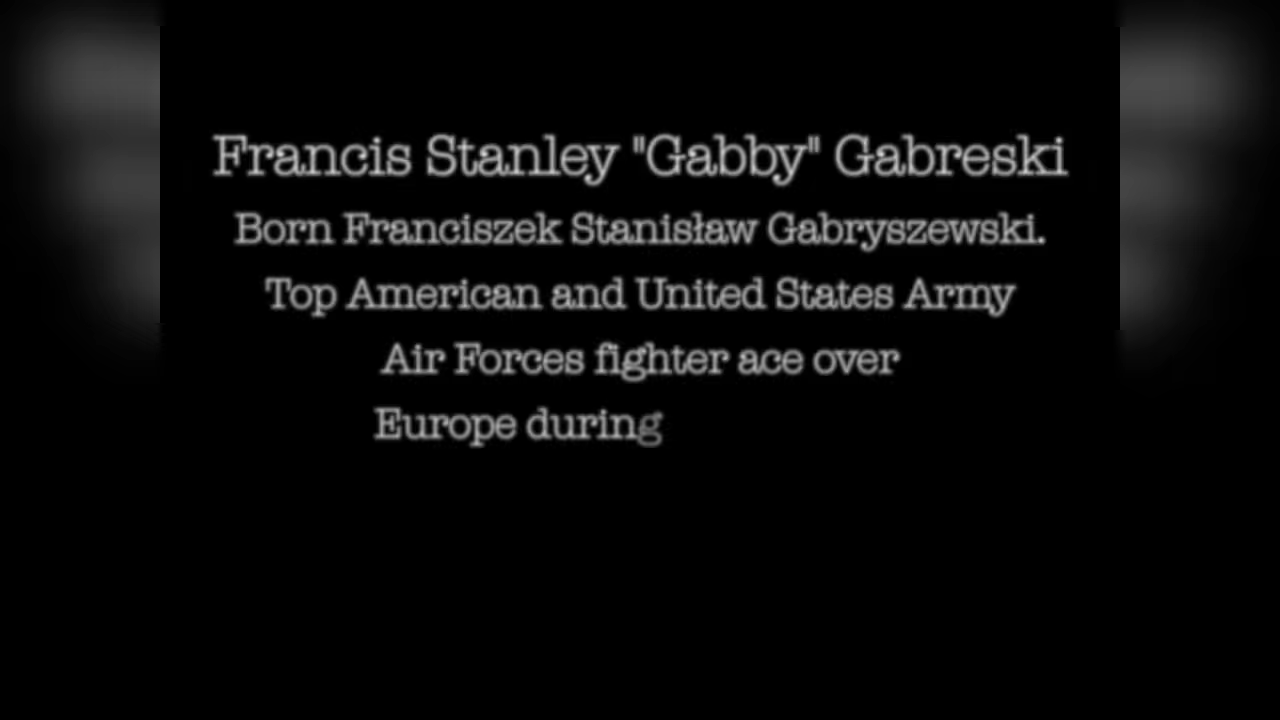 Francis Stanley "Gabby" Gabreski
Born Franciszek Stanisław Gabryszewski.
Top American and United States Army
Air Forces fighter ace over
Europe during